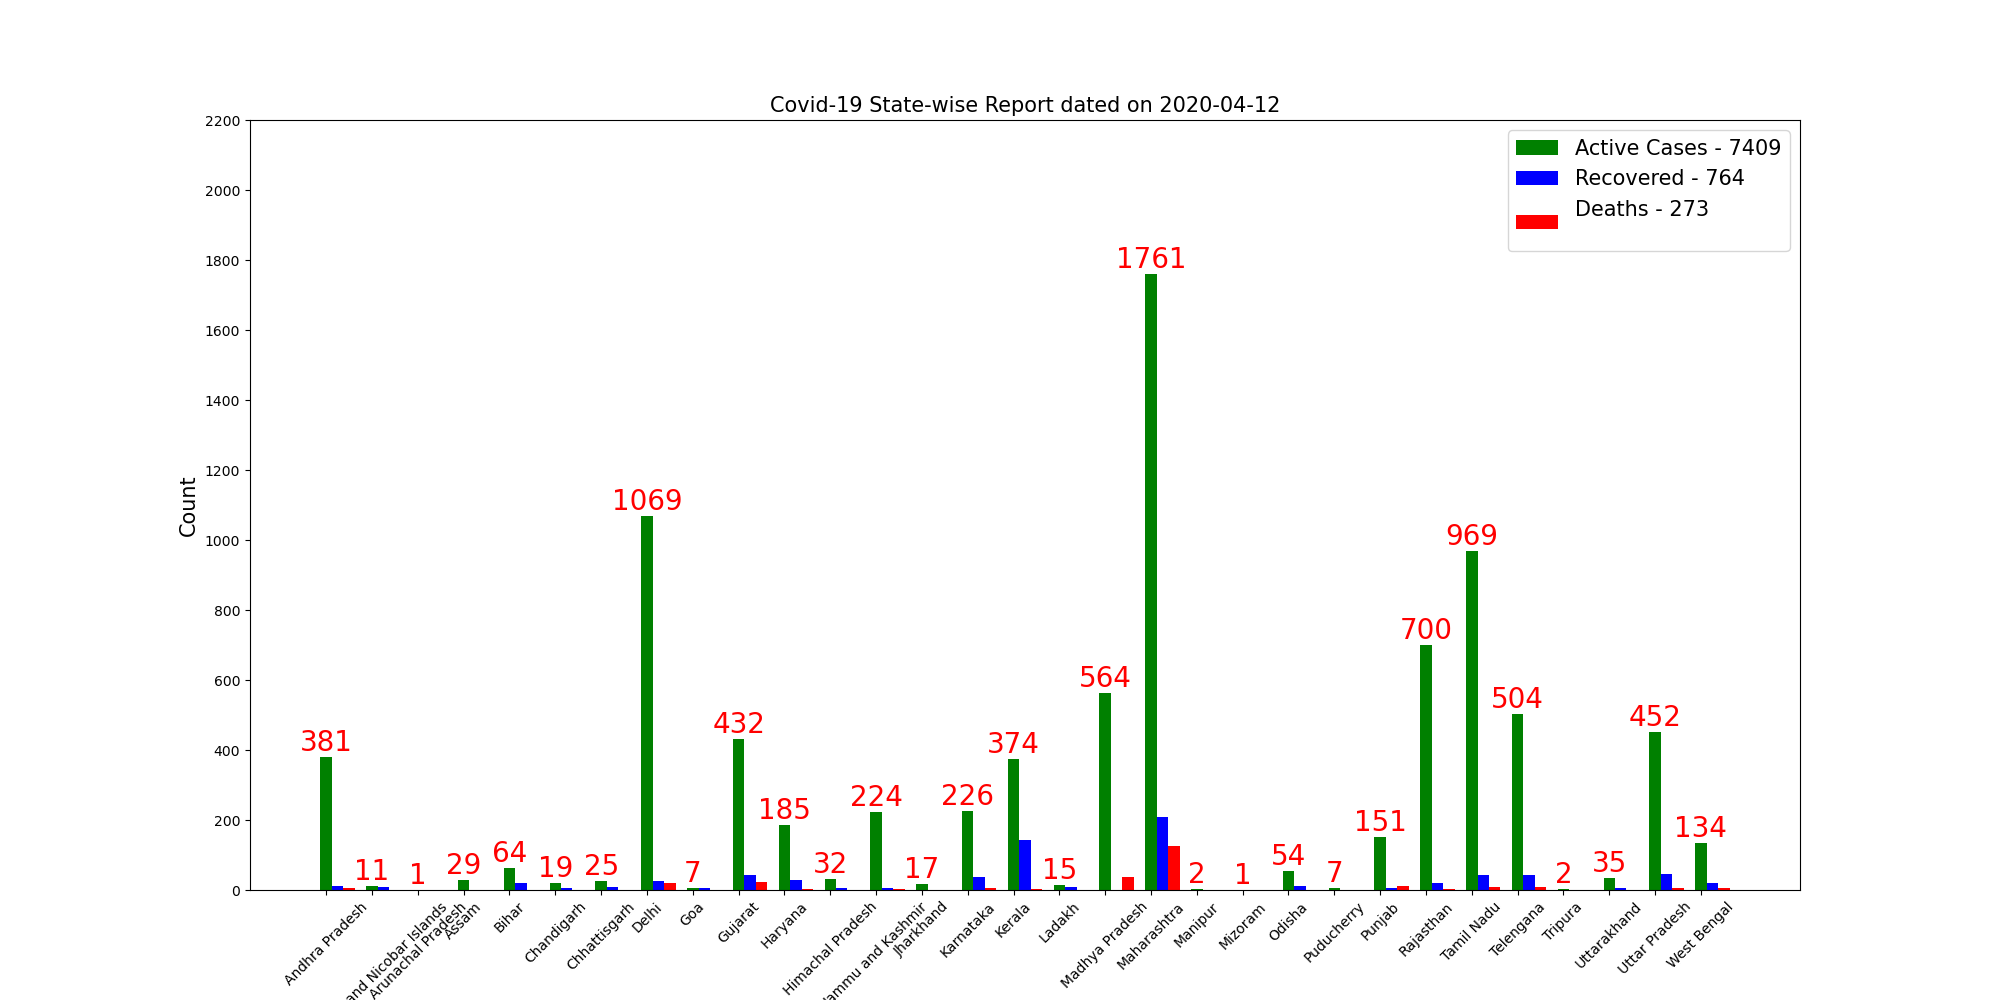 Covid-19 State-wise Report dated on 2020-04-12
Active Cases - 7409
Recovered - 764
Deaths - 273
Count
2200
2000
1800
1600
1400
1200
1000
800
600
400
200
0
381
11
1
29
64
19
25
1069
7
432
185
32
224
17
226
374
15
564
1761
2
1
54
7
151
700
969
504
2
35
452
134
Andhra Pradesh
and Nicobar Islands
Arunachal Pradesh
Assam
Bihar
Chandigarh
Chhattisgarh
Delhi
Goa
Gujarat
Haryana
Himachal Pradesh
and Kashmir
Jharkhand
Karnataka
Kerala
Ladakh
Madhya Pradesh
Maharashtra
Manipur
Mizoram
Odisha
Puducherry
Punjab
Rajasthan
Tamil Nadu
Telengana
Tripura
Uttarakhand
Uttar Pradesh
West Bengal